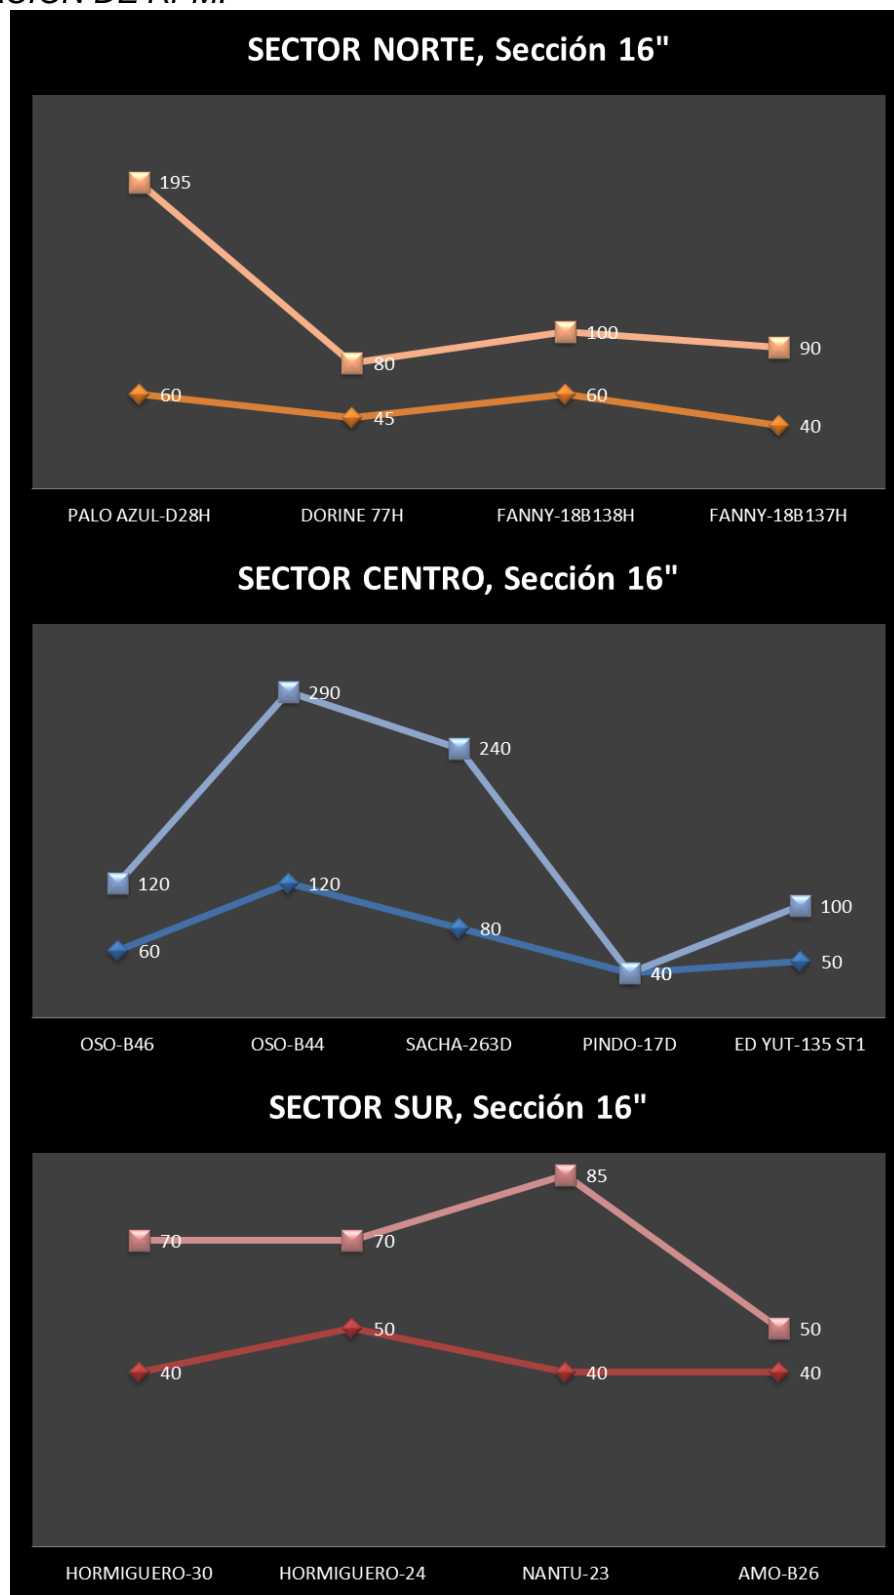 DE RPM.
SECTOR NORTE, Sección 16"
195
100
90
80
60
60
45
40
PALO AZUL-D28H DORINE 77H FANNY-18B138H FANNY-18B137H
SECTOR CENTRO, Sección 16"
290
240
120
120
100
80
60
50
40
OSO-B46 OSO-B44 SACHA-263D PINDO-17D ED YUT-135 ST1
SECTOR SUR, Sección 16"
85
70 70
50 50
40 40 40
HORMIGUERO-30 HORMIGUERO-24 NANTU-23 AMO-B26